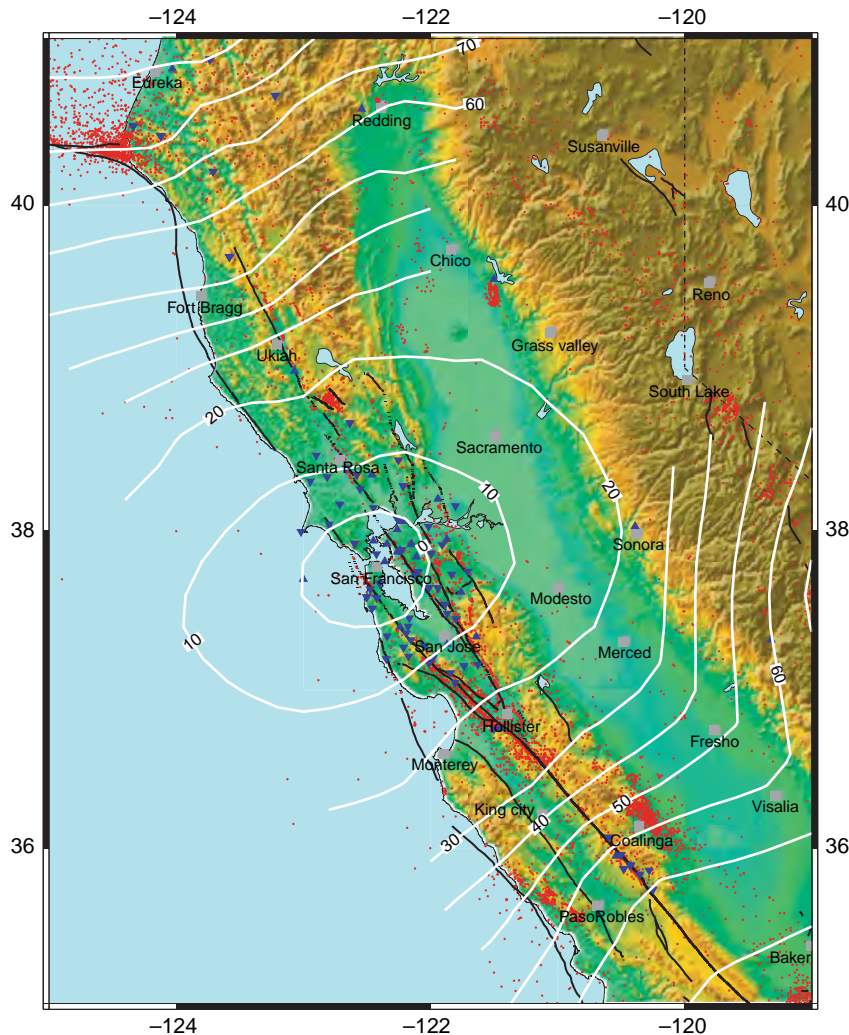 −124 −122 −120
70
Eureka
60
Redding
Susanville
40 40
Chico
Reno
Fort Bragg
Grass valley
Ukiah
South Lake
20
Sacramento
Santa Rosa
10
20
38 38
Sonora
0
San Francisco
Modesto
10
San Jose
Merced
60
Hollister
Fresho
Monterey
50
Visalia
King city
40
30
Coalinga
36 36
PasoRobles
Baker
−124 −122 −120